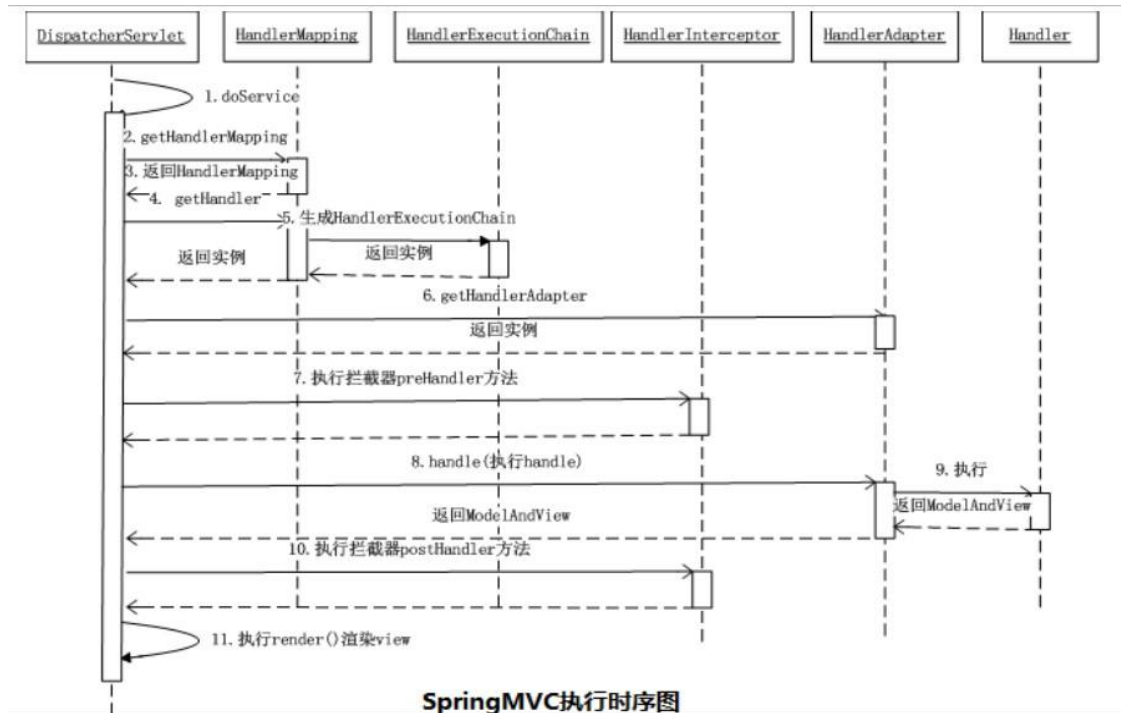 DispatcherServlet
HandlerMapping
HandlerExecutionChain
HandlerInterceptor
HandlerAdapter
Handler
1.doService
2.getHandlerMapping
3.返回HandlerMapping
4. getHandler
5.生成HandlerExecutionChain
返回实例
返回实例
6.getHandlerAdapter
返回实例
7.执行拦截器preHandler方法
8.handle(执行handle)
9.执行
返回ModelAndView
返回ModelAndView
10.执行拦截器postHandler方法
11.执行render()渲染view
SpringMVC执行时序图